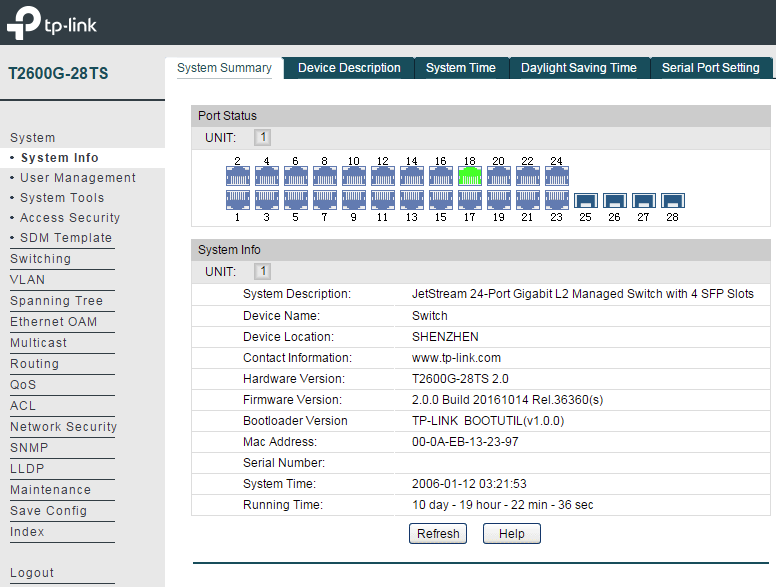 tp-link
T2600G-28TS
System Summary Device Description System Time Daylight Saving Time Serial Port Setting
System
• System Info
• User Management
• System Tools
• Access Security
• SDM Template
Switching
VLAN
Spanning Tree
Ethernet OAM
Multicast
Routing
QoS
ACL
Network Security
SNMP
LLDP
Maintenance
Save Config
Index
Logout
Port Status
UNIT: 1
2 4 6 8 10 12 14 16 18 20 22 24
1 3 5 7 9 11 13 15 17 19 21 23 25 26 27 28
System Info
UNIT: 1
System Description: JetStream 24-Port Gigabit L2 Managed Switch with 4 SFP Slots
Device Name: Switch
Device Location: SHENZHEN
Contact Information: www.tp-link.com
Hardware Version: T2600G-28TS 2.0
Firmware Version: 2.0.0 Build 20161014 Rel.36360(s)
Bootloader Version TP-LINK BOOTUTIL(v1.0.0)
Mac Address: 00-0A-EB-13-23-97
Serial Number:
System Time: 2006-01-12 03:21:53
Running Time: 10 day - 19 hour - 22 min - 36 sec
Refresh Help